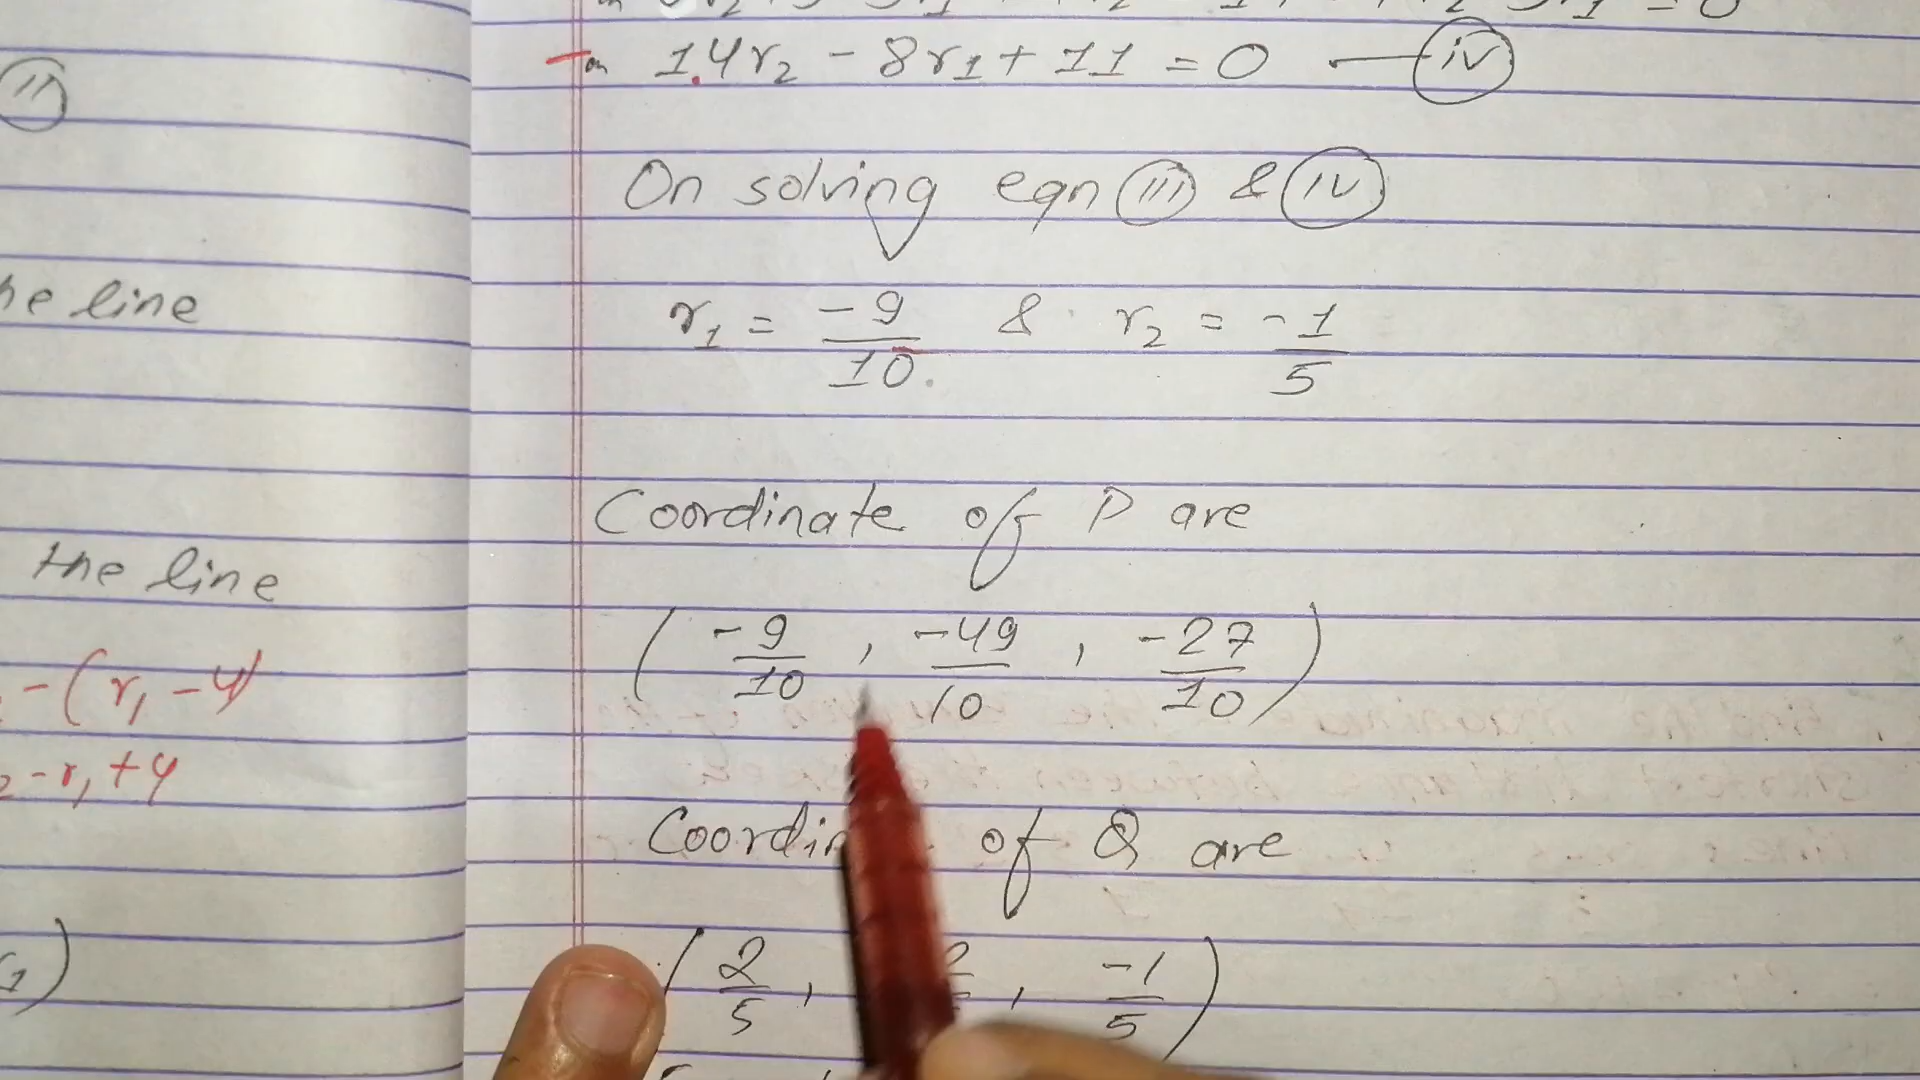 (ii)
he line
the line
-(r₁ - 4)
₂ - r₁ + 4
14r₂ - 8r₁ + 11 = 0 — (iv)
On solving eqn (iii) & (iv)
r₁ = -9/10 & r₂ = -1/5
Coordinate of P are
(-9/10, -49/10, -27/10)
Coordin of Q are
(2/5, , -1/5)